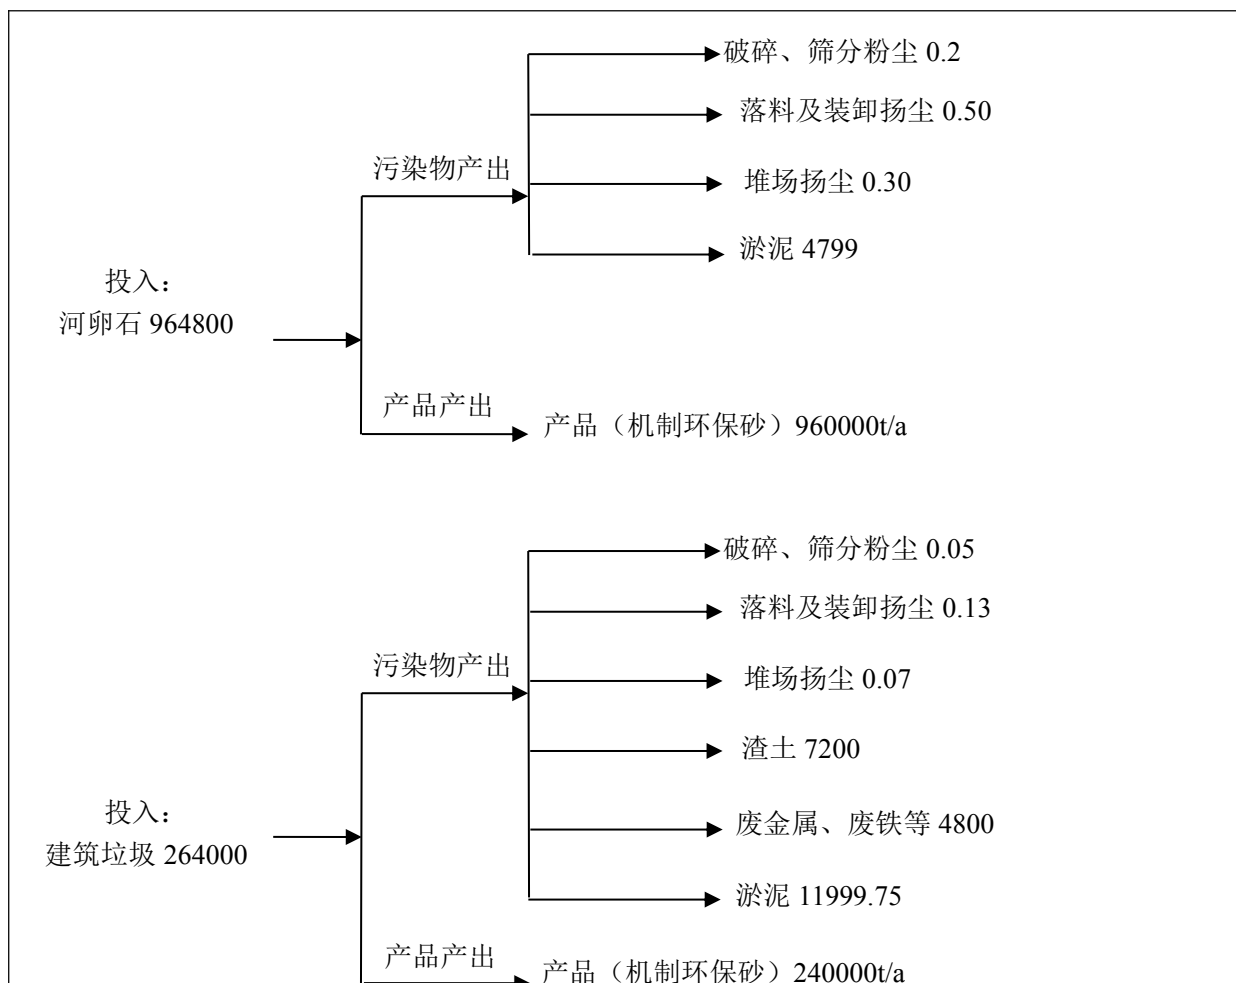 破碎、筛分粉尘 0.2
落料及装卸扬尘 0.50
污染物产出
堆场扬尘 0.30
淤泥 4799
投入：
河卵石 964800
产品产出
产品（机制环保砂）960000t/a
破碎、筛分粉尘 0.05
落料及装卸扬尘 0.13
污染物产出
堆场扬尘 0.07
渣土 7200
投入：
建筑垃圾 264000
废金属、废铁等 4800
淤泥 11999.75
产品产出
产品（机制环保砂）240000t/a